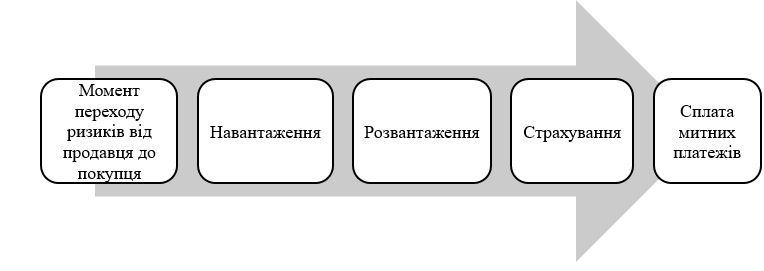 Момент
переходу
ризиків від
продавця до
покупця
Навантаження
Розвантаження
Страхування
Сплата
митних
платежів